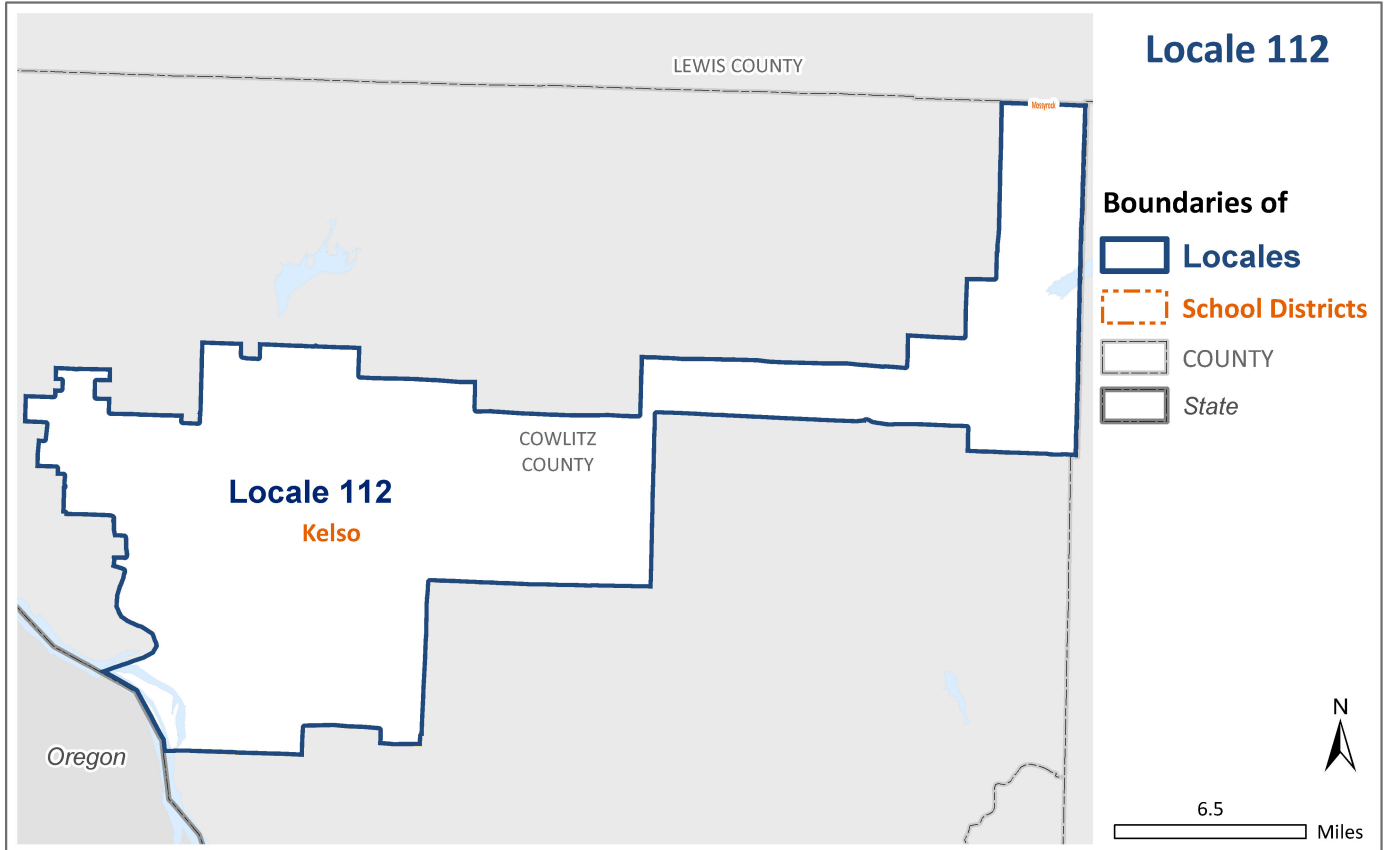 Locale 112
LEWIS COUNTY
Mossyrock
Boundaries of
Locales
School Districts
COUNTY
State
COWLITZ
COUNTY
Locale 112
Kelso
Oregon
N
6.5
Miles